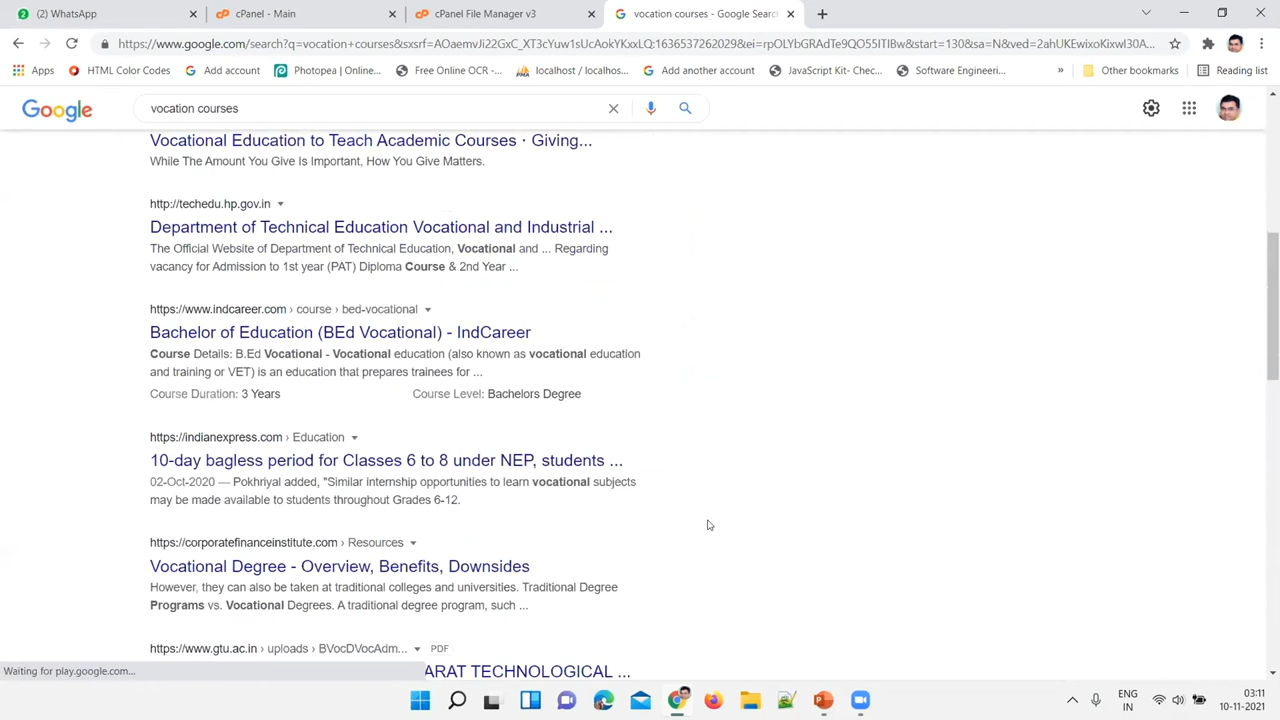 (2) WhatsApp
cPanel - Main
cPanel File Manager v3
vocation courses - Google Search
https://www.google.com/search?q=vocation+courses&sxsrf=AOaemvJi22GxC_XT3cYuw1sUcAokYKxxLQ:1636537262029&ei=rpOLYbGRAdTe9QO55ITIBw&start=130&sa=N&ved=2ahUKEwixoKixwI30A...
Apps
HTML Color Codes
Add account
Photopea | Online...
Free Online OCR -...
localhost / localhos...
Add another account
JavaScript Kit- Chec...
Software Engineeri...
»
Other bookmarks
Reading list
Google
vocation courses
Vocational Education to Teach Academic Courses · Giving...
While The Amount You Give Is Important, How You Give Matters.
http://techedu.hp.gov.in
Department of Technical Education Vocational and Industrial ...
The Official Website of Department of Technical Education, Vocational and ... Regarding
vacancy for Admission to 1st year (PAT) Diploma Course & 2nd Year ...
https://www.indcareer.com › course › bed-vocational
Bachelor of Education (BEd Vocational) - IndCareer
Course Details: B.Ed Vocational - Vocational education (also known as vocational education
and training or VET) is an education that prepares trainees for ...
Course Duration: 3 Years Course Level: Bachelors Degree
https://indianexpress.com › Education
10-day bagless period for Classes 6 to 8 under NEP, students ...
02-Oct-2020 — Pokhriyal added, "Similar internship opportunities to learn vocational subjects
may be made available to students throughout Grades 6-12.
https://corporatefinanceinstitute.com › Resources
Vocational Degree - Overview, Benefits, Downsides
However, they can also be taken at traditional colleges and universities. Traditional Degree
Programs vs. Vocational Degrees. A traditional degree program, such ...
https://www.gtu.ac.in › uploads › BVocDVocAdm... PDF
ARAT TECHNOLOGICAL ...
Waiting for play.google.com...
ENG
IN
03:11
10-11-2021